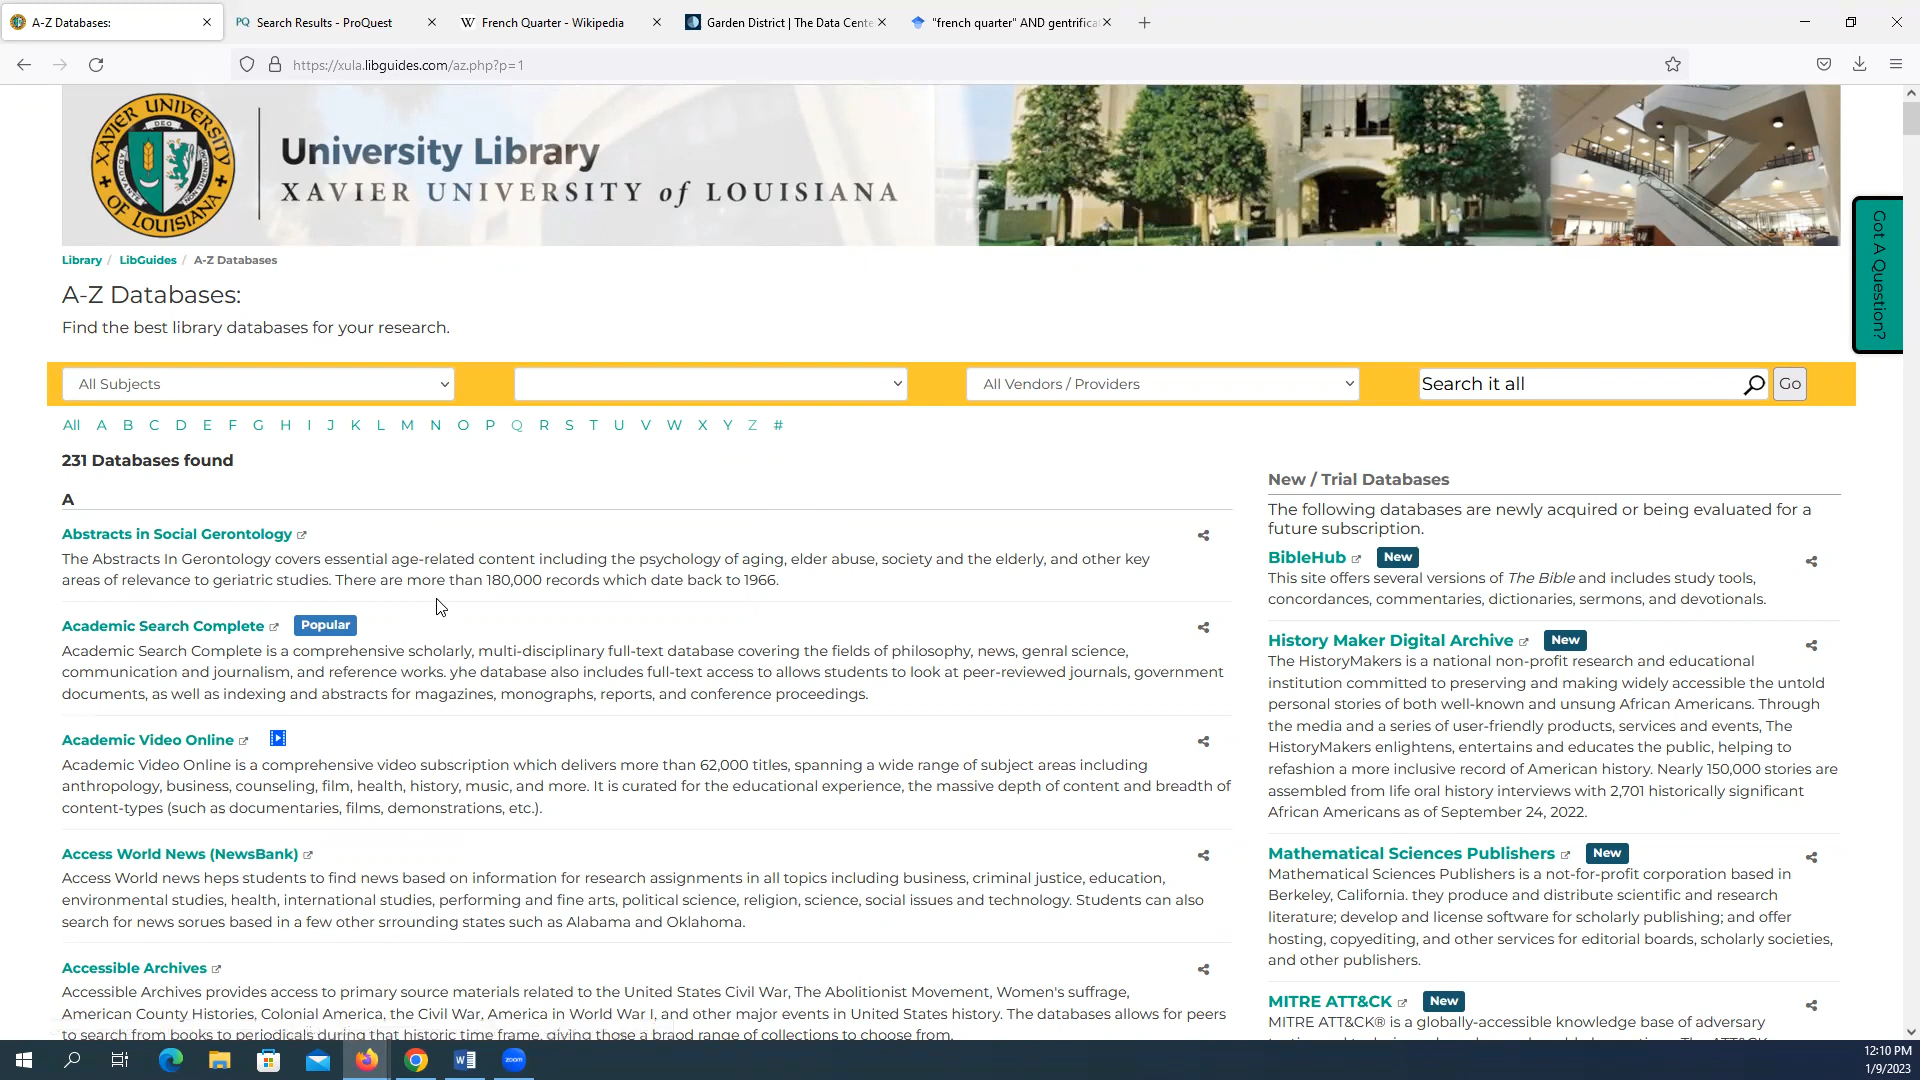 A-Z Databases:
Search Results - ProQuest
French Quarter - Wikipedia
Garden District | The Data Cente
"french quarter" AND gentrifica
https://xula.libguides.com/az.php?p=1
XAVIER UNIVERSITY
OF LOUISIANA
DEO
University Library
XAVIER UNIVERSITY of LOUISIANA
Got A Question?
Library / LibGuides / A-Z Databases
A-Z Databases:
Find the best library databases for your research.
All Subjects
All Vendors / Providers
Search it all
Go
All A B C D E F G H I J K L M N O P Q R S T U V W X Y Z #
231 Databases found
A
Abstracts in Social Gerontology
The Abstracts In Gerontology covers essential age-related content including the psychology of aging, elder abuse, society and the elderly, and other key
areas of relevance to geriatric studies. There are more than 180,000 records which date back to 1966.
Academic Search Complete Popular
Academic Search Complete is a comprehensive scholarly, multi-disciplinary full-text database covering the fields of philosophy, news, genral science,
communication and journalism, and reference works. yhe database also includes full-text access to allows students to look at peer-reviewed journals, government
documents, as well as indexing and abstracts for magazines, monographs, reports, and conference proceedings.
Academic Video Online
Academic Video Online is a comprehensive video subscription which delivers more than 62,000 titles, spanning a wide range of subject areas including
anthropology, business, counseling, film, health, history, music, and more. It is curated for the educational experience, the massive depth of content and breadth of
content-types (such as documentaries, films, demonstrations, etc.).
Access World News (NewsBank)
Access World news heps students to find news based on information for research assignments in all topics including business, criminal justice, education,
environmental studies, health, international studies, performing and fine arts, political science, religion, science, social issues and technology. Students can also
search for news sorues based in a few other srrounding states such as Alabama and Oklahoma.
Accessible Archives
Accessible Archives provides access to primary source materials related to the United States Civil War, The Abolitionist Movement, Women's suffrage,
American County Histories, Colonial America, the Civil War, America in World War I, and other major events in United States history. The databases allows for peers
to search from books to periodicals during that historic time frame, giving those a braod range of collections to choose from.
New / Trial Databases
The following databases are newly acquired or being evaluated for a
future subscription.
BibleHub New
This site offers several versions of The Bible and includes study tools,
concordances, commentaries, dictionaries, sermons, and devotionals.
History Maker Digital Archive New
The HistoryMakers is a national non-profit research and educational
institution committed to preserving and making widely accessible the untold
personal stories of both well-known and unsung African Americans. Through
the media and a series of user-friendly products, services and events, The
HistoryMakers enlightens, entertains and educates the public, helping to
refashion a more inclusive record of American history. Nearly 150,000 stories are
assembled from life oral history interviews with 2,701 historically significant
African Americans as of September 24, 2022.
Mathematical Sciences Publishers New
Mathematical Sciences Publishers is a not-for-profit corporation based in
Berkeley, California. they produce and distribute scientific and research
literature; develop and license software for scholarly publishing; and offer
hosting, copyediting, and other services for editorial boards, scholarly societies,
and other publishers.
MITRE ATT&CK New
MITRE ATT&CK® is a globally-accessible knowledge base of adversary
zoom
12:10 PM
1/9/2023